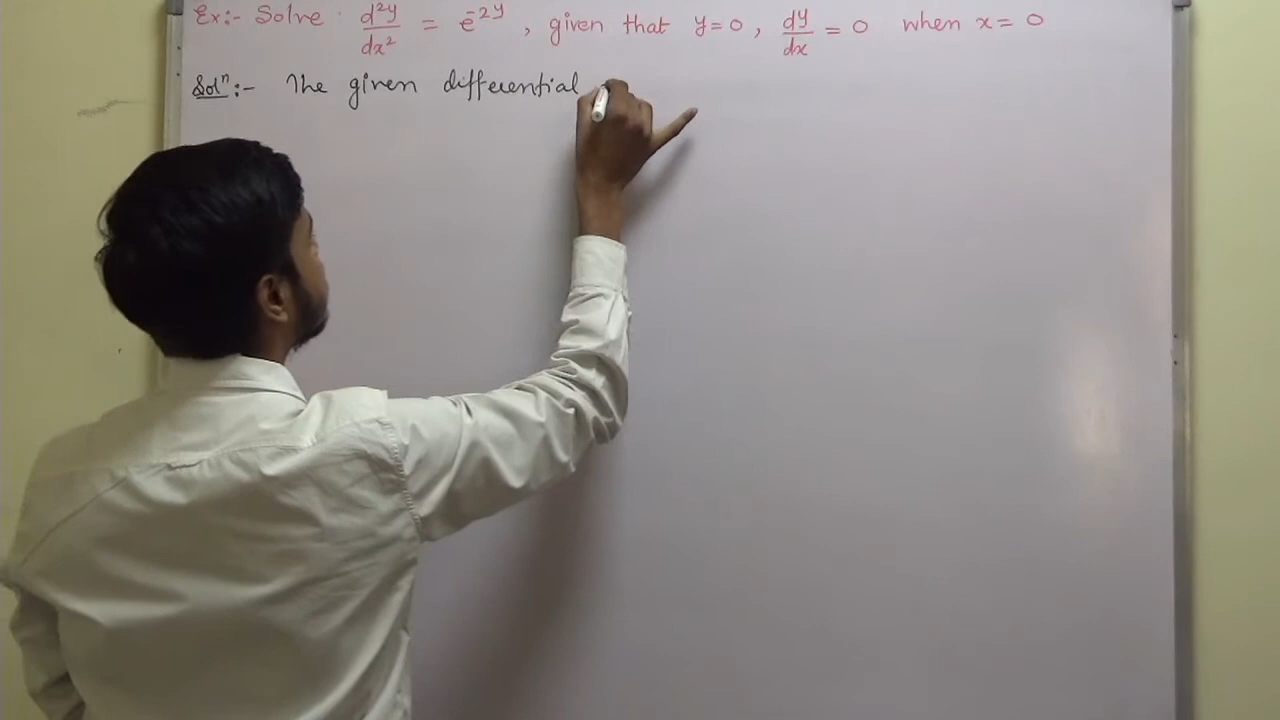 Ex:- Solve : d²y/dx² = e⁻²ʸ , given that y=0 , dy/dx = 0 when x = 0
Solⁿ:- The given differential